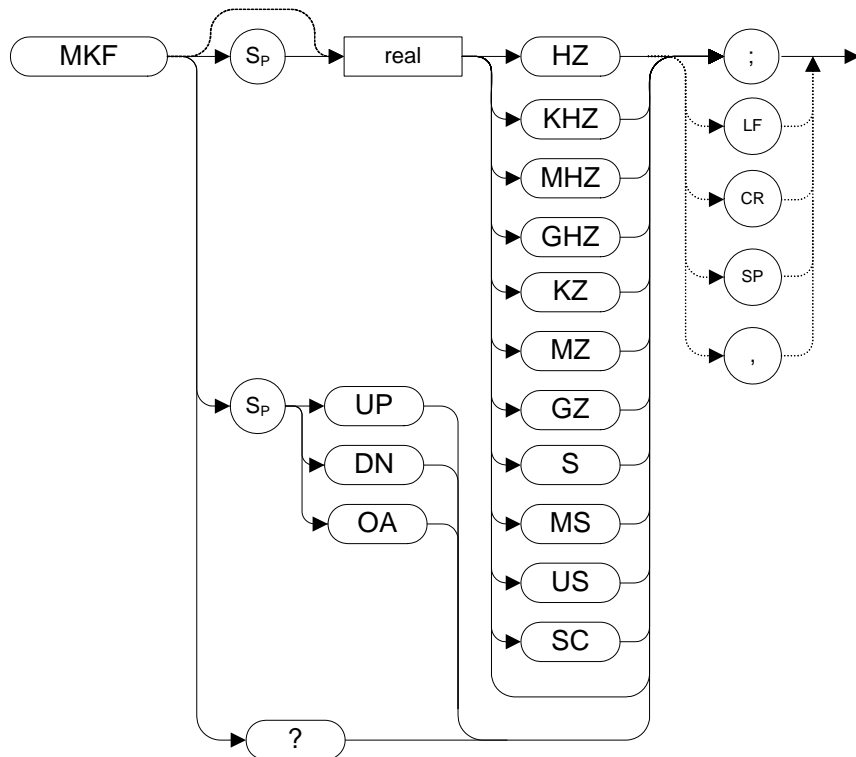 MKF
SP
real
HZ
;
KHZ
LF
MHZ
CR
GHZ
SP
KZ
MZ
,
SP
UP
GZ
DN
S
OA
MS
US
SC
?